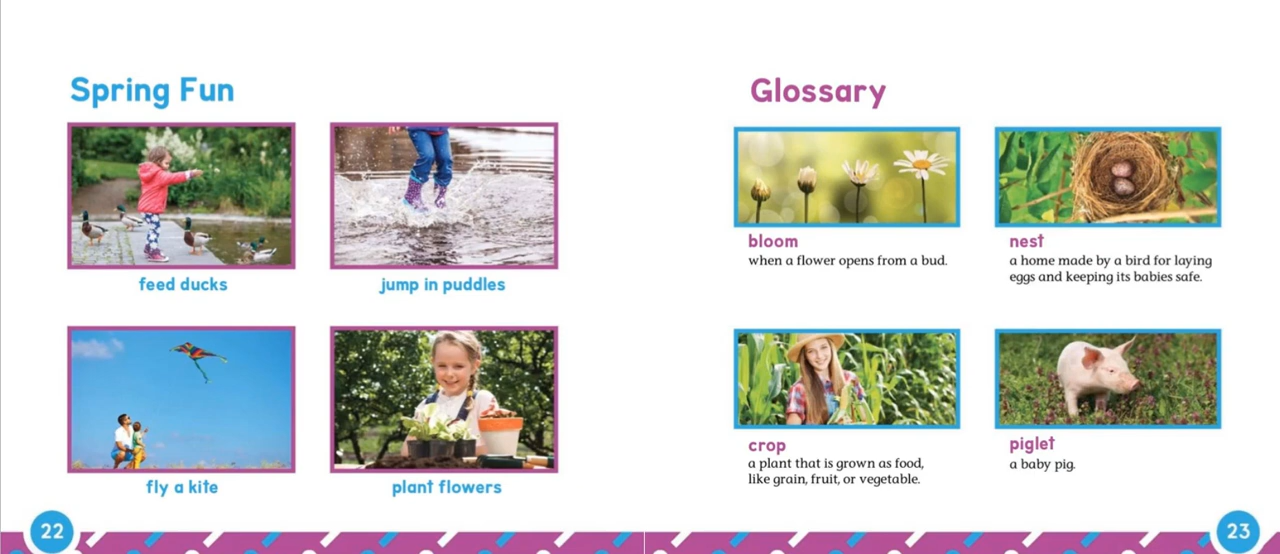 Spring Fun
feed ducks
jump in puddles
fly a kite
plant flowers
22
Glossary
bloom
when a flower opens from a bud.
nest
a home made by a bird for laying
eggs and keeping its babies safe.
crop
a plant that is grown as food,
like grain, fruit, or vegetable.
piglet
a baby pig.
23